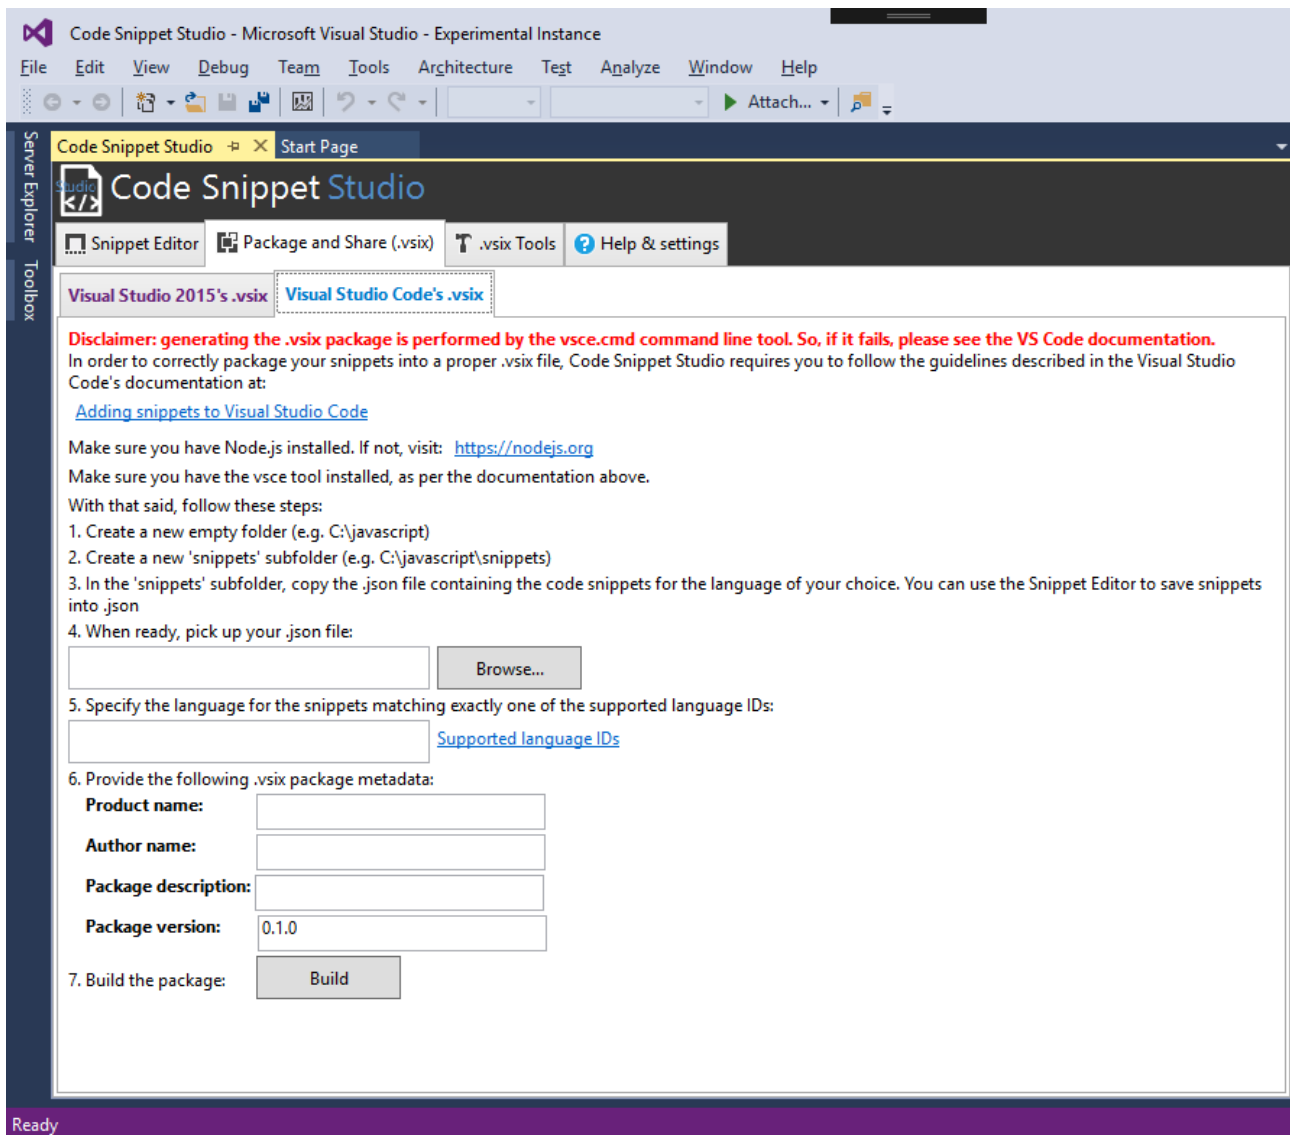 Code Snippet Studio - Microsoft Visual Studio - Experimental Instance
File Edit View Debug Team Tools Architecture Test Analyze Window Help
Attach...
Server Explorer
Toolbox
Code Snippet Studio Start Page
Studio
</>
Code Snippet Studio
Snippet Editor Package and Share (.vsix) .vsix Tools Help & settings
Visual Studio 2015's .vsix Visual Studio Code's .vsix
Disclaimer: generating the .vsix package is performed by the vsce.cmd command line tool. So, if it fails, please see the VS Code documentation.
In order to correctly package your snippets into a proper .vsix file, Code Snippet Studio requires you to follow the guidelines described in the Visual Studio
Code's documentation at:
Adding snippets to Visual Studio Code
Make sure you have Node.js installed. If not, visit: https://nodejs.org
Make sure you have the vsce tool installed, as per the documentation above.
With that said, follow these steps:
1. Create a new empty folder (e.g. C:\javascript)
2. Create a new 'snippets' subfolder (e.g. C:\javascript\snippets)
3. In the 'snippets' subfolder, copy the .json file containing the code snippets for the language of your choice. You can use the Snippet Editor to save snippets
into .json
4. When ready, pick up your .json file:
Browse...
5. Specify the language for the snippets matching exactly one of the supported language IDs:
Supported language IDs
6. Provide the following .vsix package metadata:
Product name:
Author name:
Package description:
Package version: 0.1.0
7. Build the package: Build
Ready